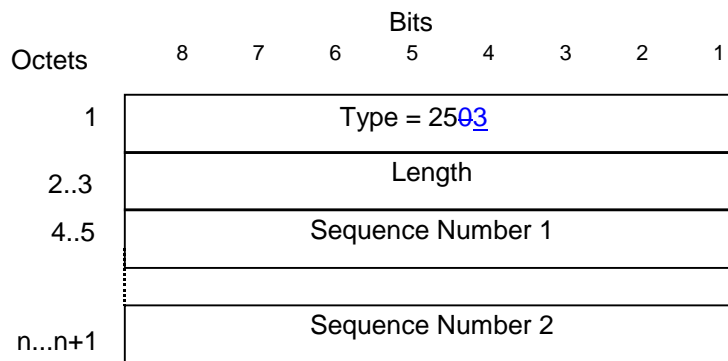 Bits
Octets 8 7 6 5 4 3 2 1
1 Type = 2503
2..3 Length
4..5 Sequence Number 1
n...n+1 Sequence Number 2